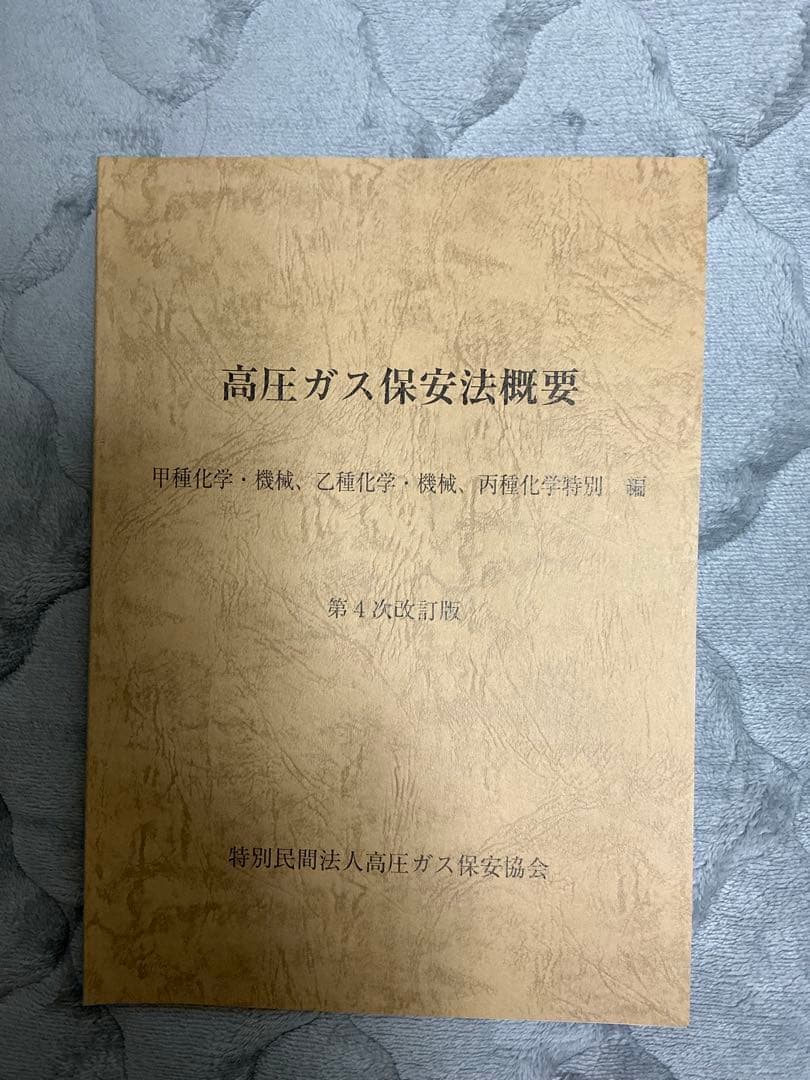 高圧ガス保安法概要
甲種化学・機械、乙種化学・機械、丙種化学特別　編
第４次改訂版
特別民間法人高圧ガス保安協会